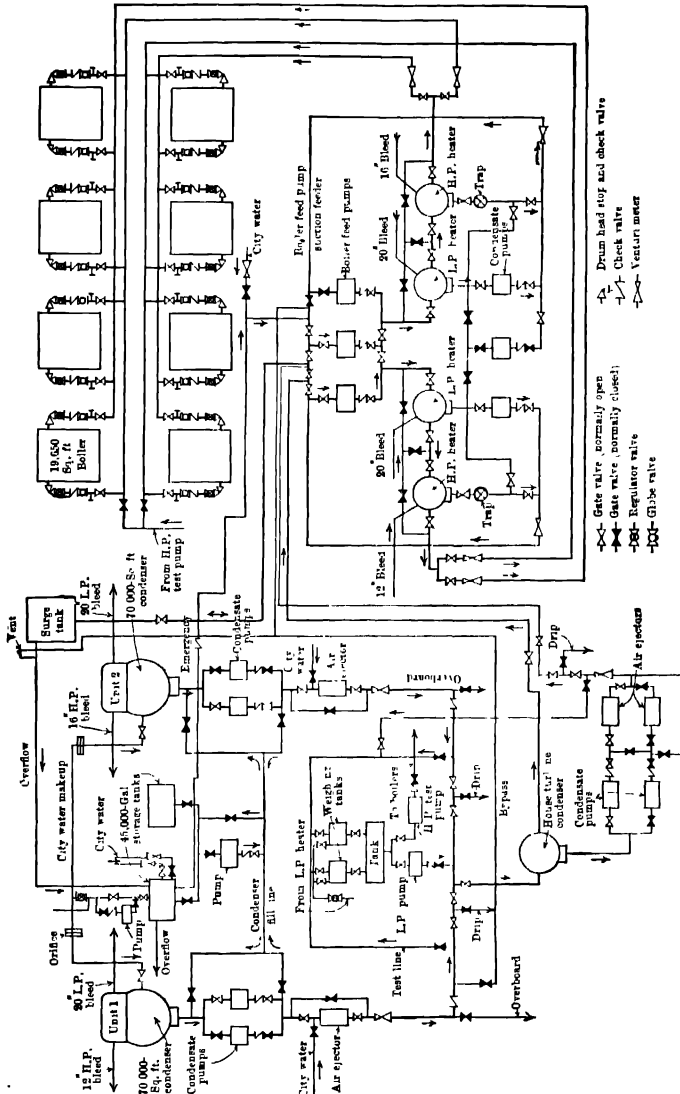 Vent
Surge
tank
20" L.P.
bleed
70 000-Sq. ft
condenser
Overflow
16" H.P.
bleed
Unit 2
City water makeup
City water
45,000-Gal
storage tanks
Orifice
Pump
Overflow
20" L.P.
bleed
Unit 1
12" H.P.
bleed
70 000-
Sq. ft.
condenser
Condensate
pumps
City water
Air ejector
Emergency
Condensate
pumps
City
water
Air
ejector
Overboard
Pump
Condenser
fill line
From L.P. heater
Weighing
tanks
Tank
To boilers
H.P. test
pump
L.P. pump
Test line
Drip
Drip
Bypass
Overboard
House turbine
condenser
Condensate
pumps
Drip
Air ejectors
19,650
Sq. ft
Boiler
From H.P.
test pump
City water
Boiler feed pump
suction feeder
Boiler feed pumps
16" Bleed
20" Bleed
H.P. heater
Trap
L.P. heater
Condensate
pumps
20" Bleed
L.P. heater
H.P. heater
12" Bleed
Trap
Gate valve (normally open
Gate valve (normally closed)
Regulator valve
Globe valve
Drum head stop and check valve
Check valve
Venturi meter